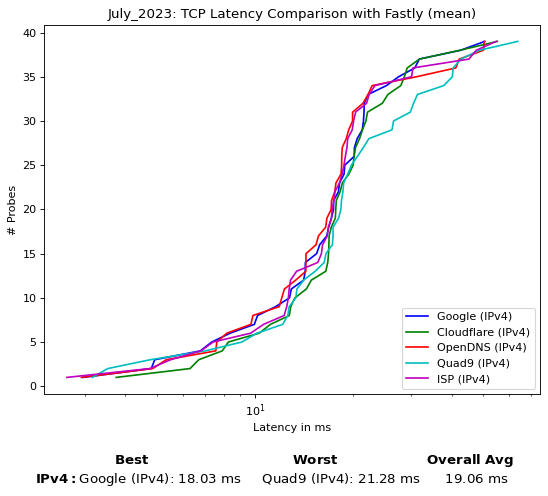 July_2023: TCP Latency Comparison with Fastly (mean)
40
35
30
25
20
15
10
5
0
# Probes
Google (IPv4)
Cloudflare (IPv4)
OpenDNS (IPv4)
Quad9 (IPv4)
ISP (IPv4)
10¹
Latency in ms
Best Worst Overall Avg
IPv4: Google (IPv4): 18.03 ms Quad9 (IPv4): 21.28 ms 19.06 ms